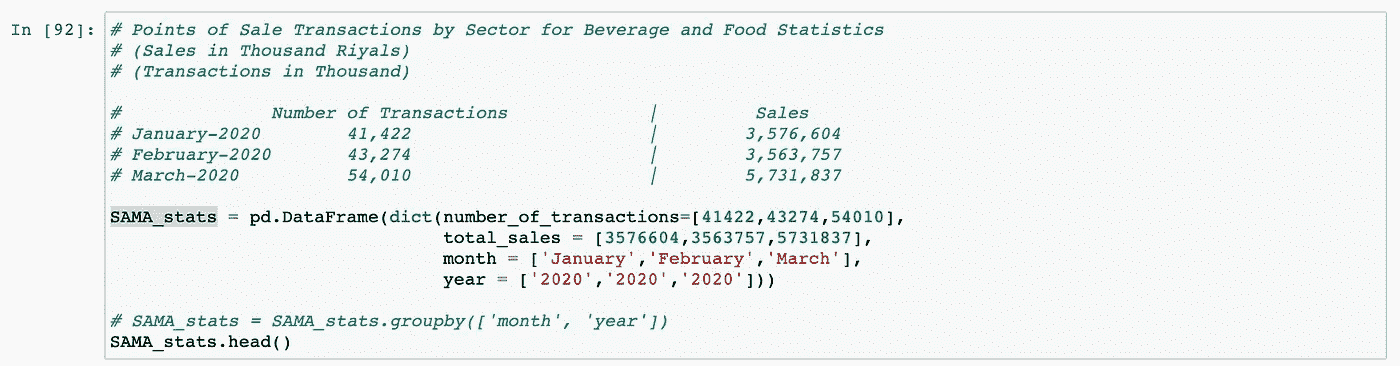 In [92]: # Points of Sale Transactions by Sector for Beverage and Food Statistics
# (Sales in Thousand Riyals)
# (Transactions in Thousand)
# Number of Transactions | Sales
# January-2020 41,422 | 3,576,604
# February-2020 43,274 | 3,563,757
# March-2020 54,010 | 5,731,837
SAMA_stats = pd.DataFrame(dict(number_of_transactions=[41422,43274,54010],
total_sales = [3576604,3563757,5731837],
month = ['January','February','March'],
year = ['2020','2020','2020']))
# SAMA_stats = SAMA_stats.groupby(['month', 'year'])
SAMA_stats.head()